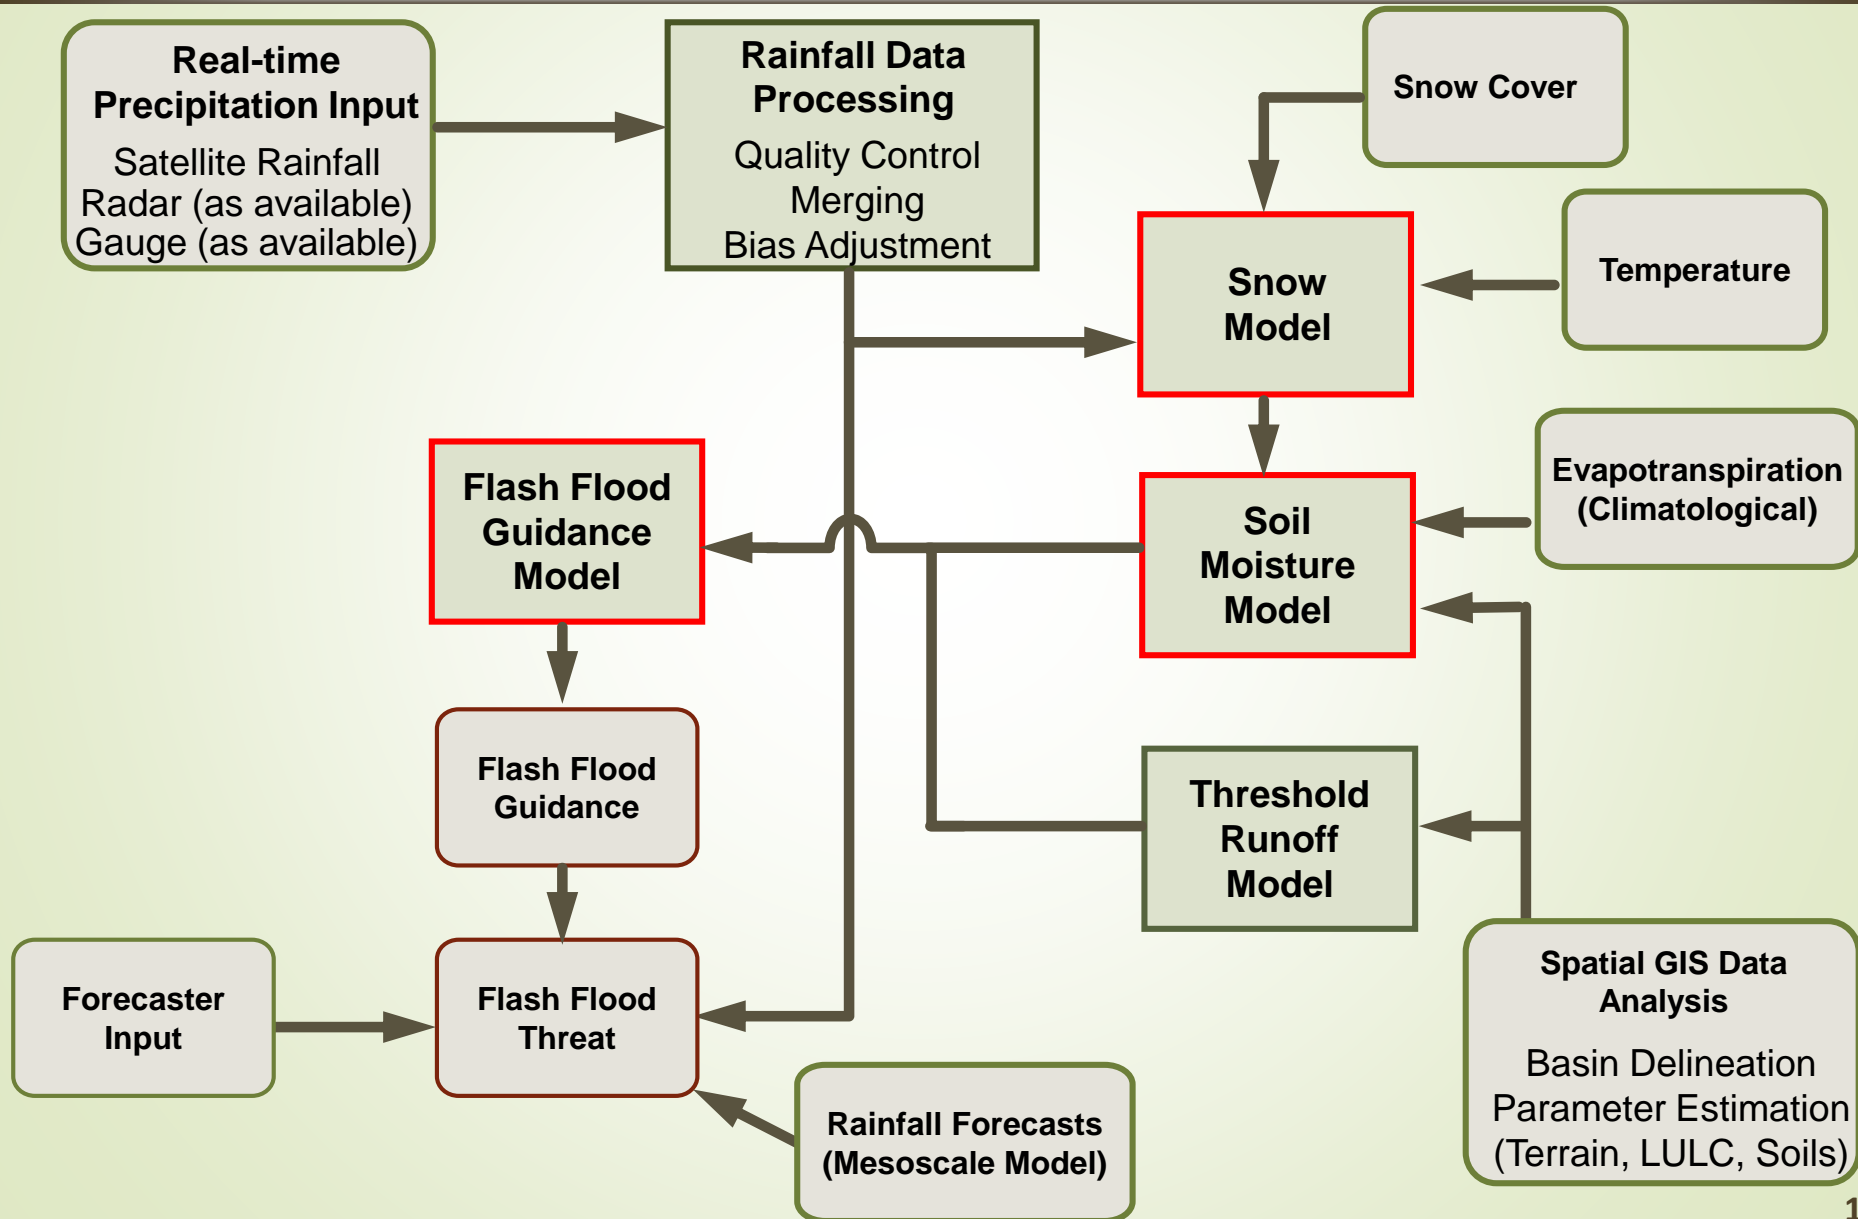 Real-time
Precipitation Input
Satellite Rainfall
Radar (as available)
Gauge (as available)
Rainfall Data
Processing
Quality Control
Merging
Bias Adjustment
Snow Cover
Temperature
Snow
Model
Evapotranspiration
(Climatological)
Flash Flood
Guidance
Model
Soil
Moisture
Model
Flash Flood
Guidance
Threshold
Runoff
Model
Forecaster
Input
Flash Flood
Threat
Rainfall Forecasts
(Mesoscale Model)
Spatial GIS Data
Analysis
Basin Delineation
Parameter Estimation
(Terrain, LULC, Soils)